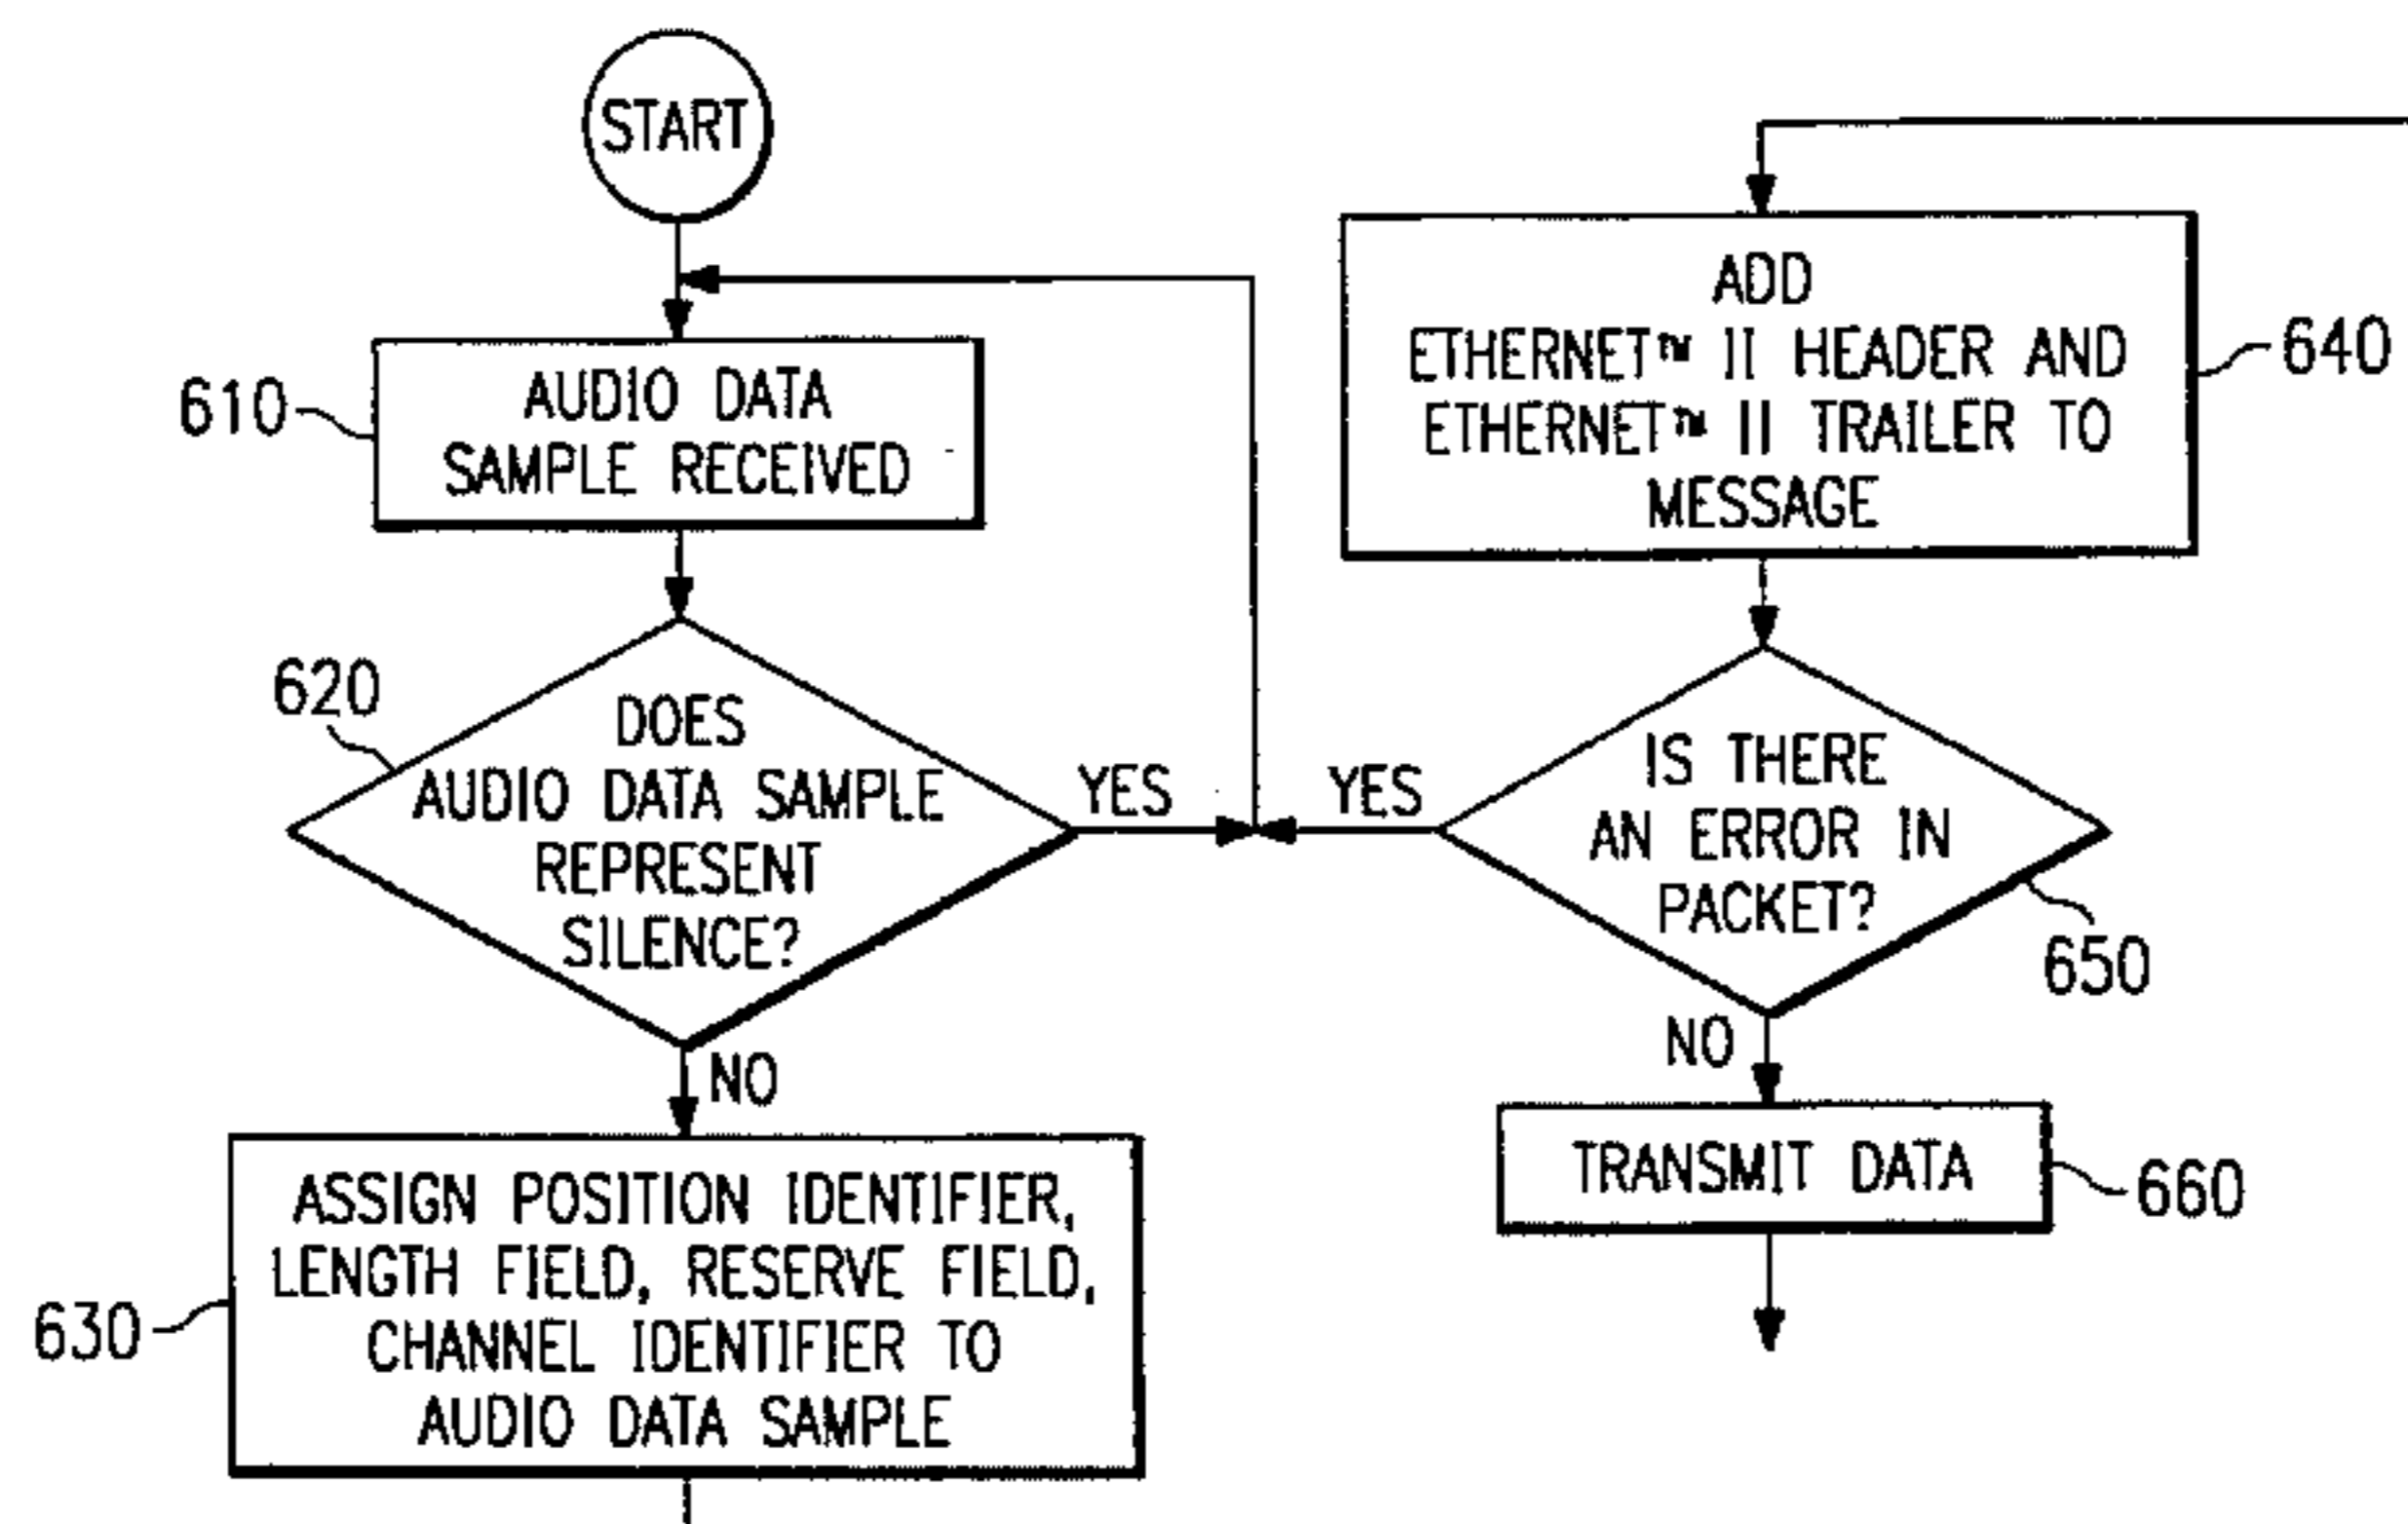 START
610
AUDIO DATA
SAMPLE RECEIVED
620
DOES
AUDIO DATA SAMPLE
REPRESENT
SILENCE?
YES
NO
630
ASSIGN POSITION IDENTIFIER,
LENGTH FIELD, RESERVE FIELD,
CHANNEL IDENTIFIER TO
AUDIO DATA SAMPLE
ADD
ETHERNET™ II HEADER AND
ETHERNET™ II TRAILER TO
MESSAGE
640
YES
IS THERE
AN ERROR IN
PACKET?
650
NO
TRANSMIT DATA
660